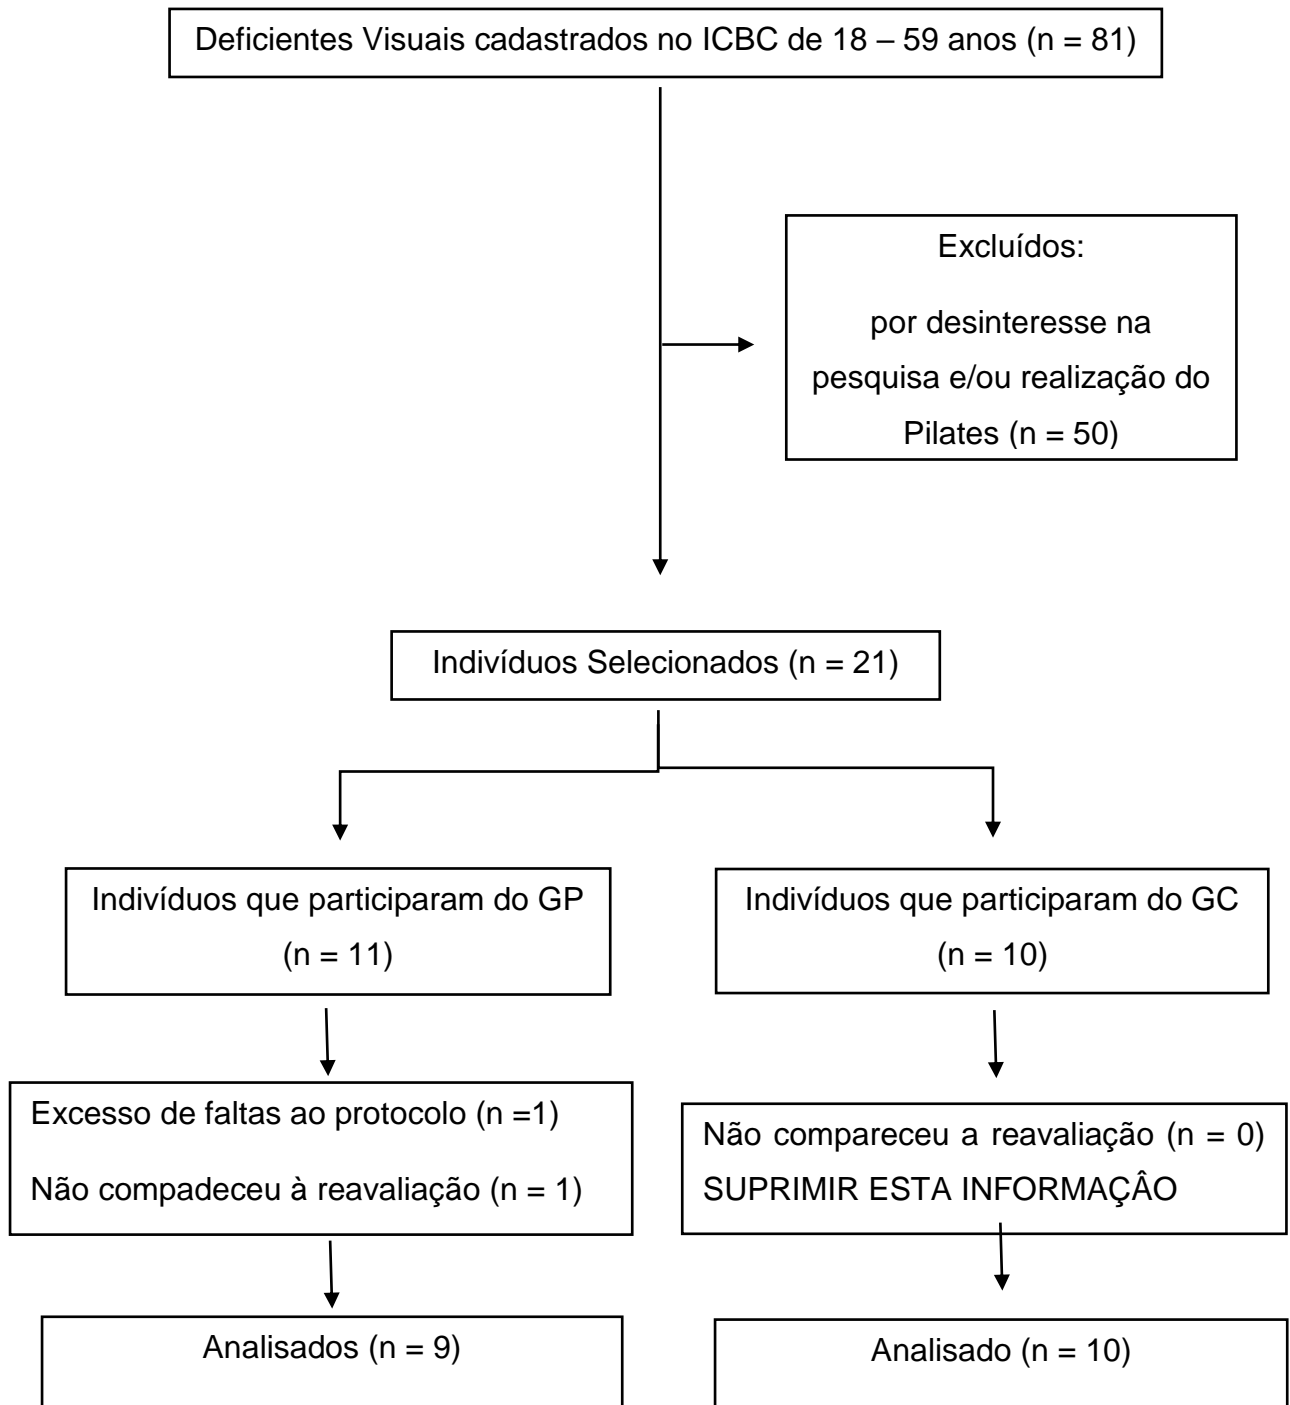 Deficientes Visuais cadastrados no ICBC de 18 – 59 anos (n = 81)
Excluídos:
por desinteresse na
pesquisa e/ou realização do
Pilates (n = 50)
Indivíduos Selecionados (n = 21)
Indivíduos que participaram do GP
(n = 11)
Indivíduos que participaram do GC
(n = 10)
Excesso de faltas ao protocolo (n =1)
Não compadeceu à reavaliação (n = 1)
Não compareceu a reavaliação (n = 0)
SUPRIMIR ESTA INFORMAÇÂO
Analisados (n = 9)
Analisado (n = 10)